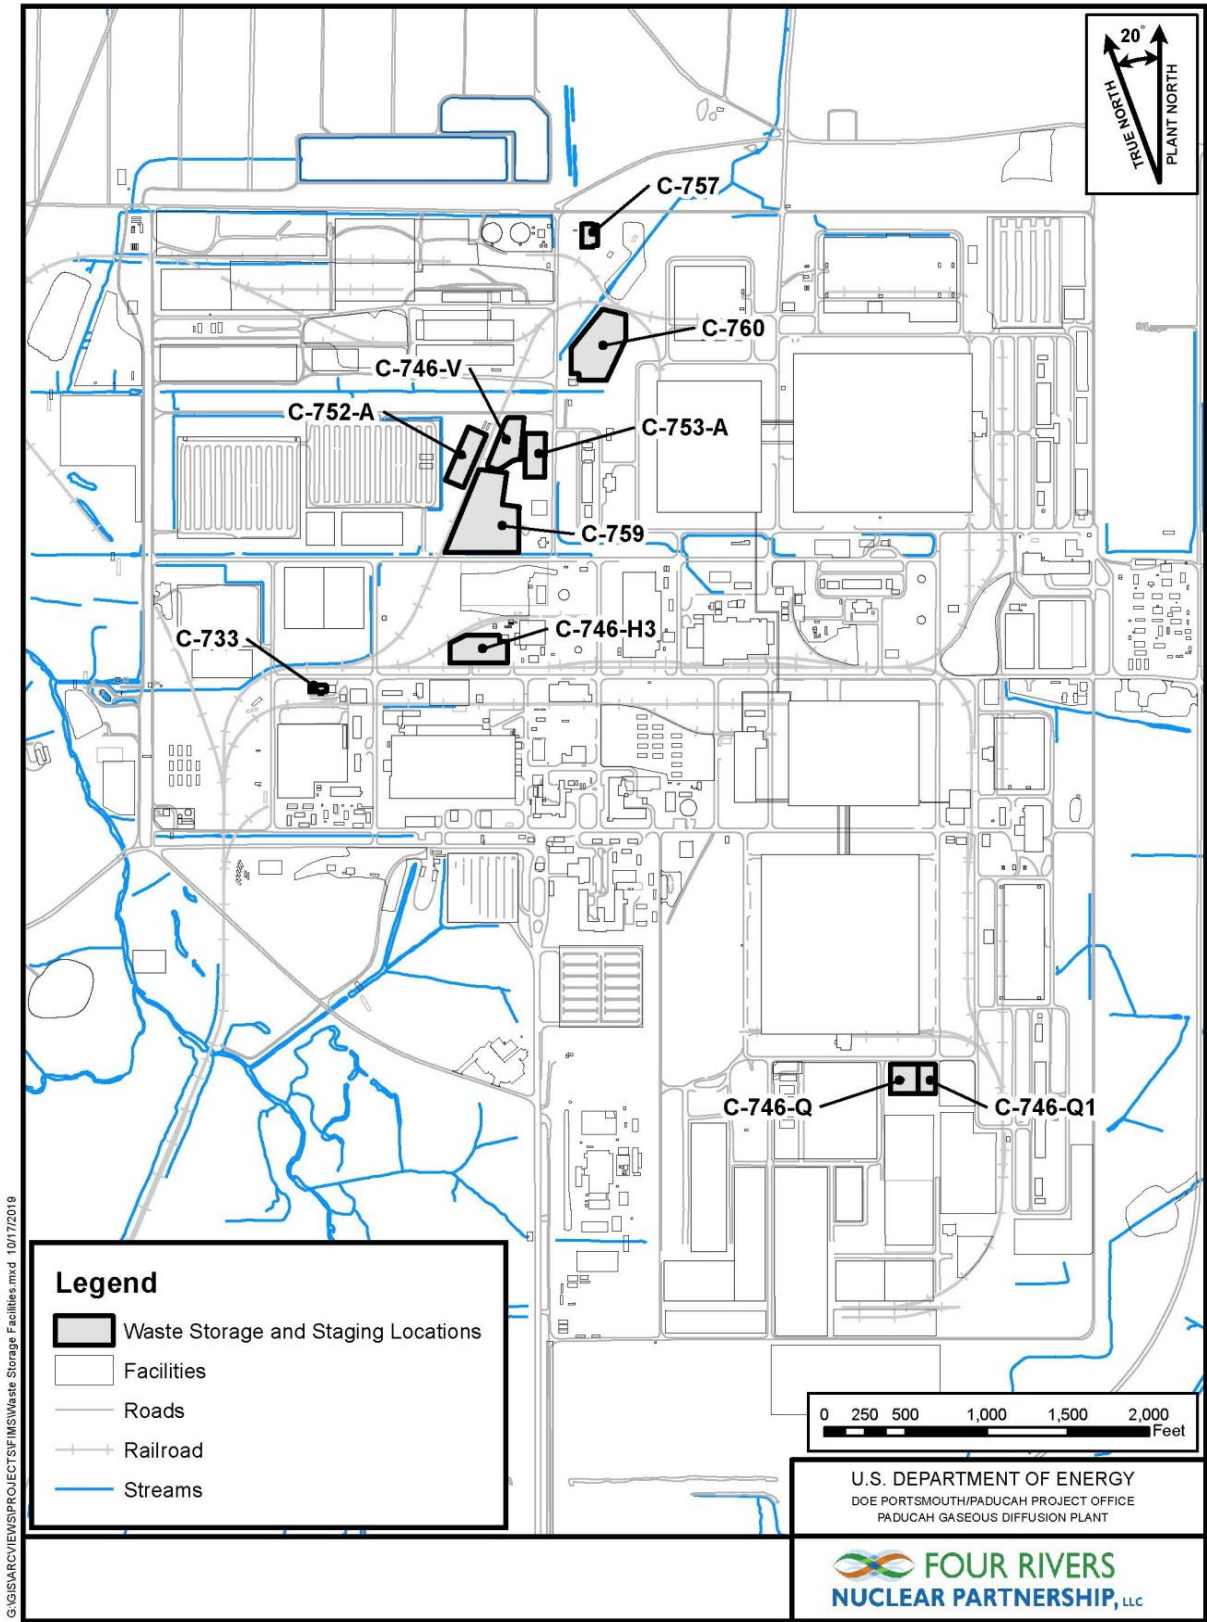 20°
TRUE NORTH
PLANT NORTH
C-757
C-760
C-746-V
C-752-A
C-753-A
C-759
C-746-H3
C-733
C-746-Q
C-746-Q1
Legend
Waste Storage and Staging Locations
Facilities
Roads
Railroad
Streams
0 250 500 1,000 1,500 2,000
Feet
U.S. DEPARTMENT OF ENERGY
DOE PORTSMOUTH/PADUCAH PROJECT OFFICE
PADUCAH GASEOUS DIFFUSION PLANT
FOUR RIVERS
NUCLEAR PARTNERSHIP, LLC
G:\GIS\ARCVIEWS\PROJECTS\FIMS\Waste Storage Facilities.mxd 10/17/2019